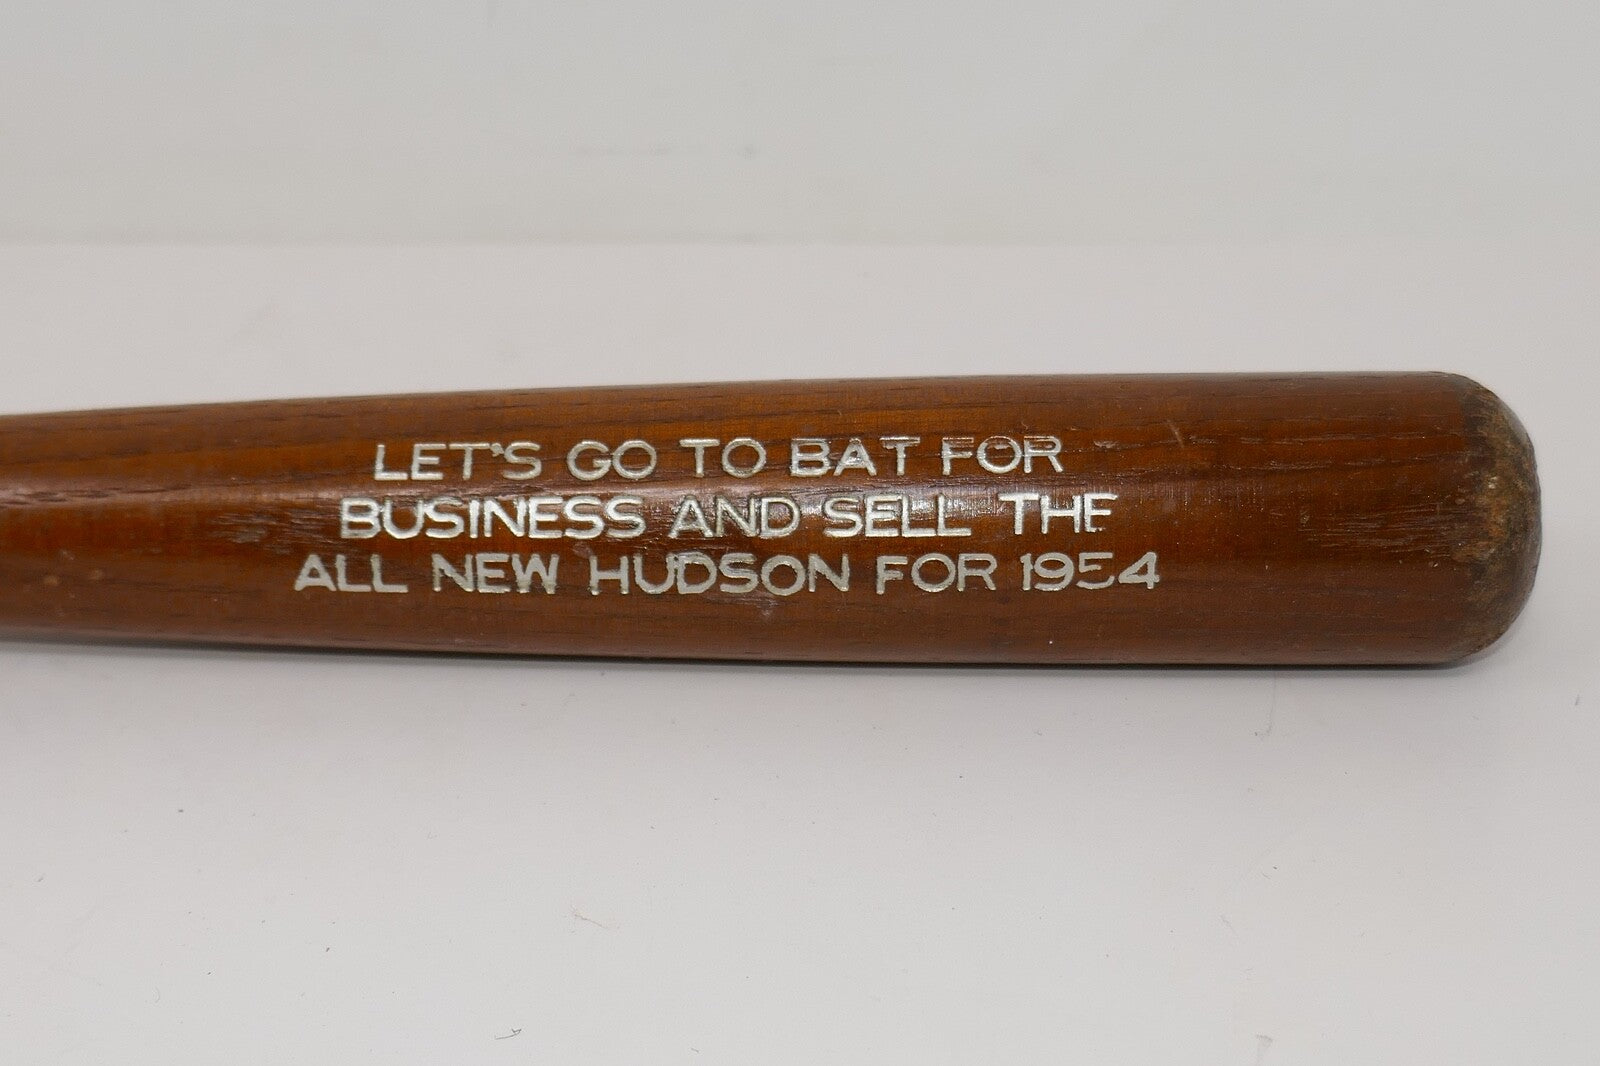 LET'S GO TO BAT FOR
BUSINESS AND SELL THE
ALL NEW HUDSON FOR 1954